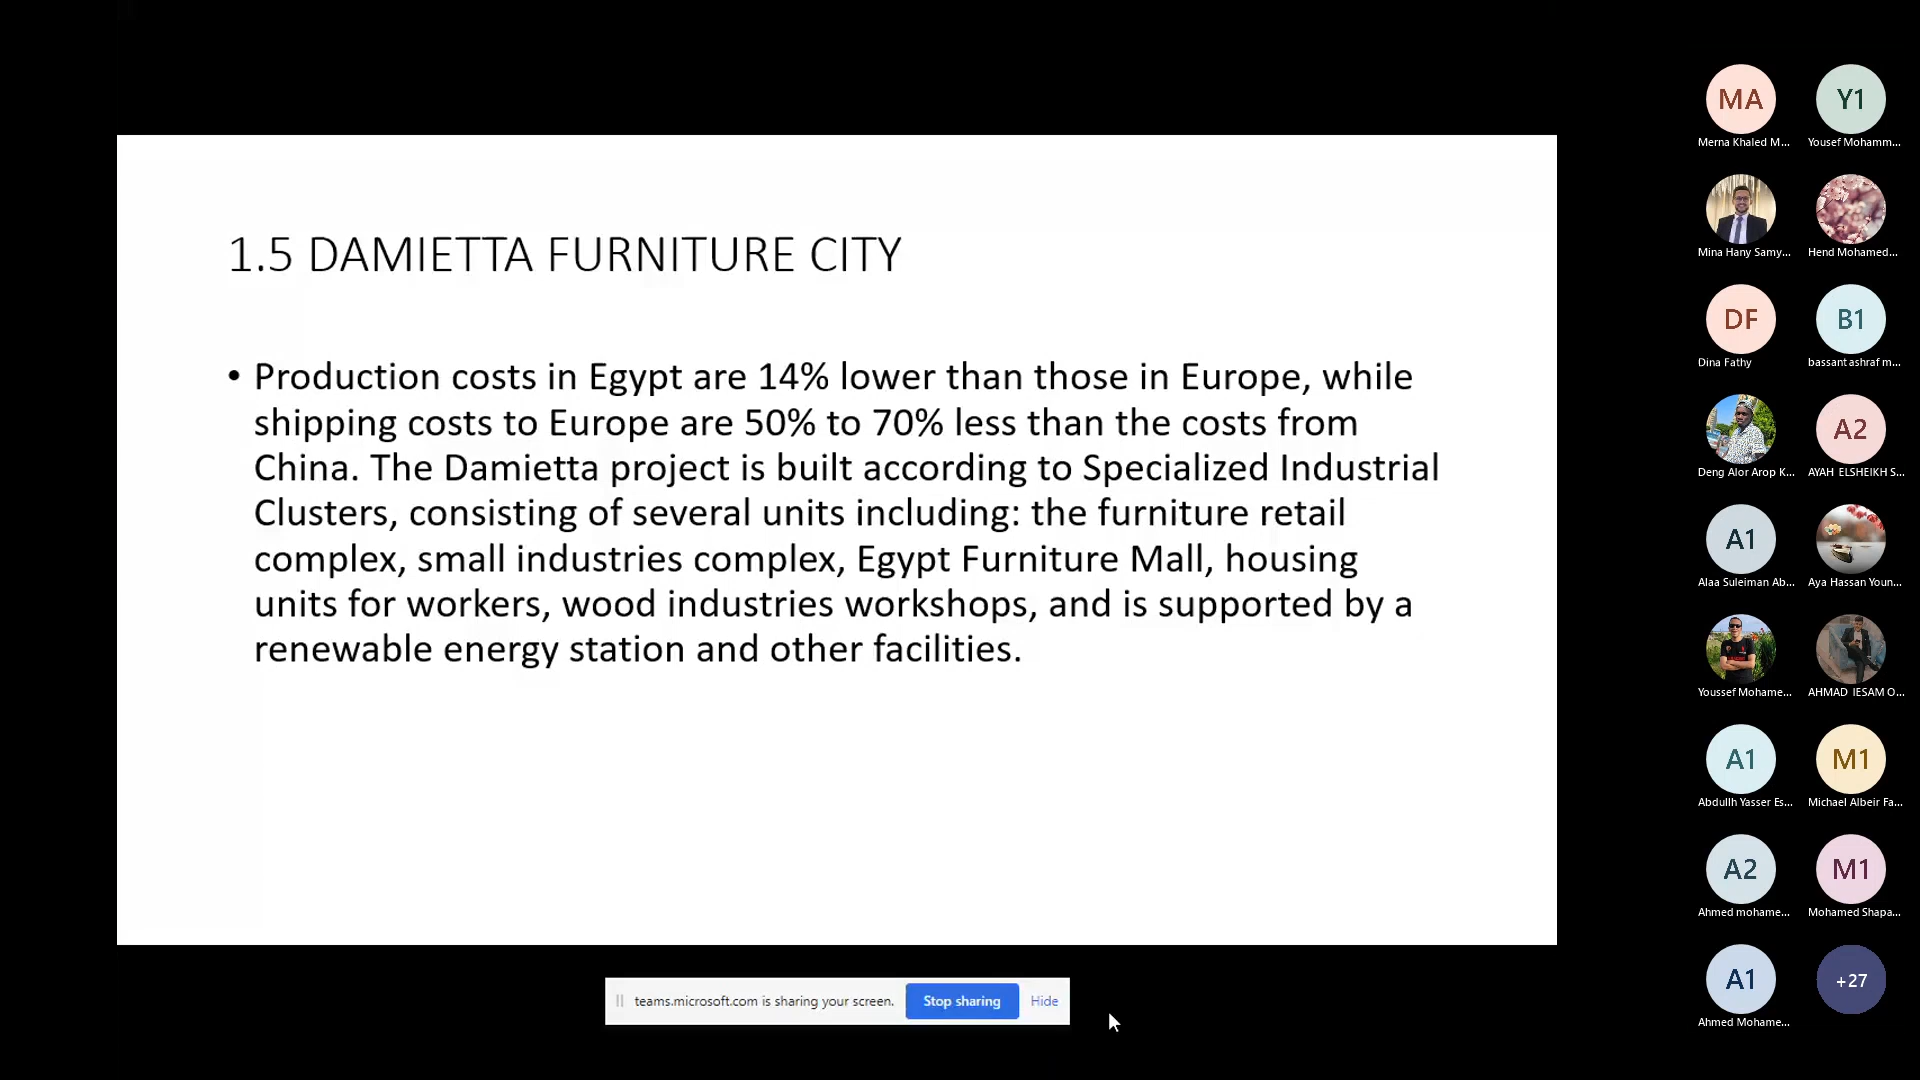 1.5 DAMIETTA FURNITURE CITY
• Production costs in Egypt are 14% lower than those in Europe, while
shipping costs to Europe are 50% to 70% less than the costs from
China. The Damietta project is built according to Specialized Industrial
Clusters, consisting of several units including: the furniture retail
complex, small industries complex, Egypt Furniture Mall, housing
units for workers, wood industries workshops, and is supported by a
renewable energy station and other facilities.
teams.microsoft.com is sharing your screen. Stop sharing Hide
MA Y1
Merna Khaled M... Yousef Mohamm...
Mina Hany Samy... Hend Mohamed...
DF B1
Dina Fathy bassant ashraf m...
A2
Deng Alor Arop K... AYAH ELSHEIKH S...
A1
Alaa Suleiman Ab... Aya Hassan Youn...
Youssef Mohame... AHMAD IESAM O...
A1 M1
Abdullh Yasser Es... Michael Albeir Fa...
A2 M1
Ahmed mohame... Mohamed Shapa...
A1 +27
Ahmed Mohame...